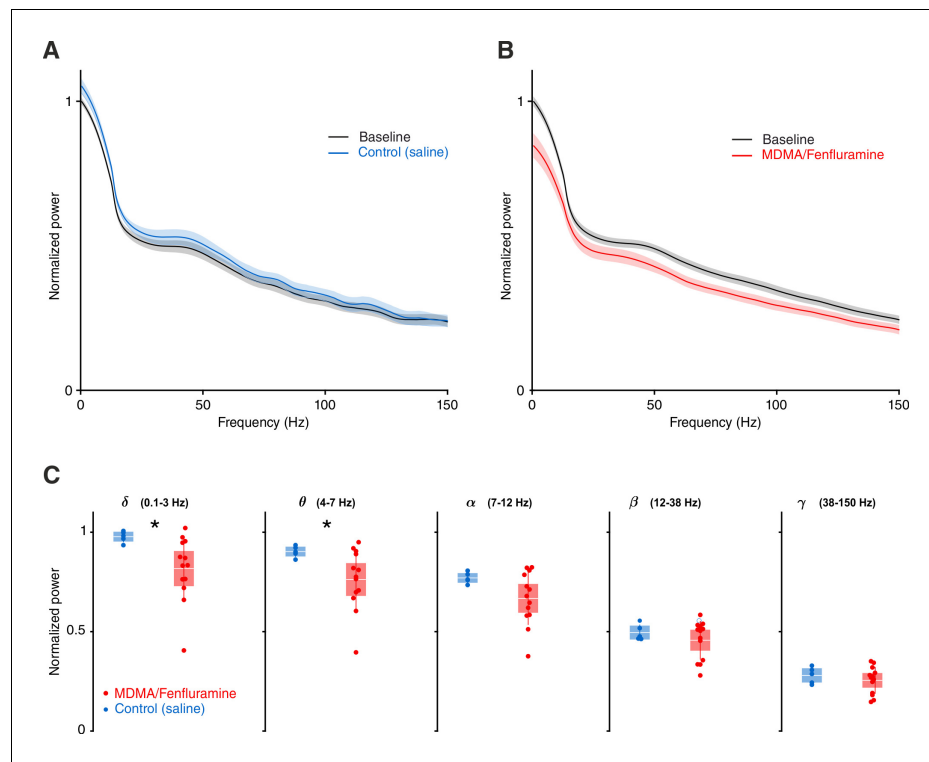 A
B
1
1
Baseline
Control (saline)
Baseline
MDMA/Fenfluramine
Normalized power
Normalized power
0
0
0 50 100 150
0 50 100 150
Frequency (Hz)
Frequency (Hz)
C
δ (0.1-3 Hz)
θ (4-7 Hz)
α (7-12 Hz)
β (12-38 Hz)
γ (38-150 Hz)
1
*
*
0.5
Normalized power
MDMA/Fenfluramine
Control (saline)
0